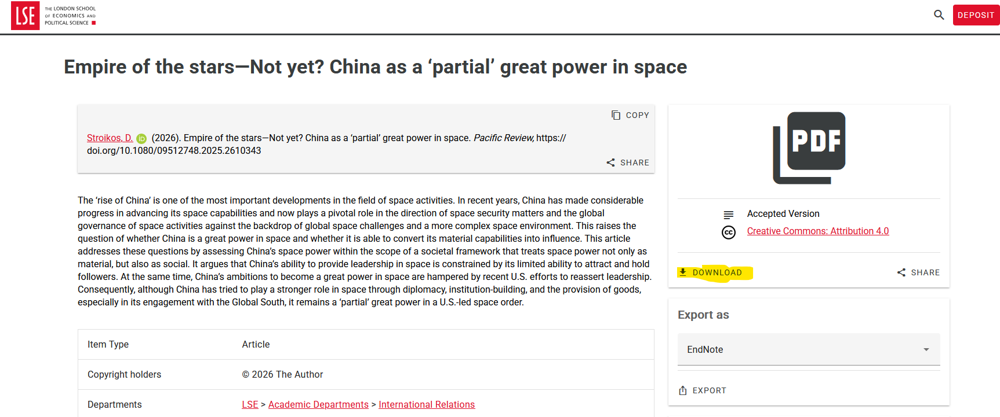 LSE
THE LONDON SCHOOL
OF ECONOMICS AND
POLITICAL SCIENCE
DEPOSIT
Empire of the stars—Not yet? China as a ‘partial’ great power in space
COPY
Stroikos, D. iD (2026). Empire of the stars—Not yet? China as a ‘partial’ great power in space. Pacific Review, https://
doi.org/10.1080/09512748.2025.2610343
SHARE
The ‘rise of China’ is one of the most important developments in the field of space activities. In recent years, China has made considerable
progress in advancing its space capabilities and now plays a pivotal role in the direction of space security matters and the global
governance of space activities against the backdrop of global space challenges and a more complex space environment. This raises the
question of whether China is a great power in space and whether it is able to convert its material capabilities into influence. This article
addresses these questions by assessing China’s space power within the scope of a societal framework that treats space power not only as
material, but also as social. It argues that China’s ability to provide leadership in space is constrained by its limited ability to attract and hold
followers. At the same time, China’s ambitions to become a great power in space are hampered by recent U.S. efforts to reassert leadership.
Consequently, although China has tried to play a stronger role in space through diplomacy, institution-building, and the provision of goods,
especially in its engagement with the Global South, it remains a ‘partial’ great power in a U.S.-led space order.
Item Type Article
Copyright holders © 2026 The Author
Departments LSE > Academic Departments > International Relations
PDF
Accepted Version
cc Creative Commons: Attribution 4.0
DOWNLOAD SHARE
Export as
EndNote
EXPORT